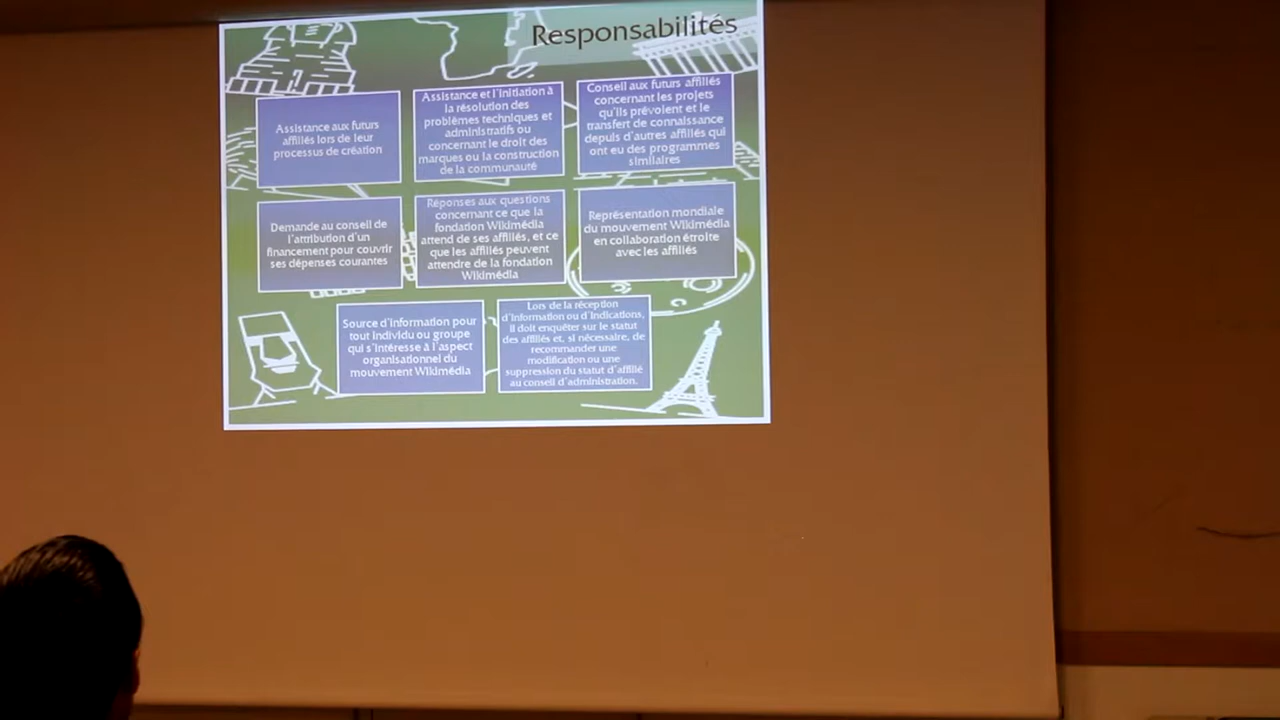 Responsabilités
Assistance aux futurs
affiliés lors de leur
processus de création
Assistance et l'initiation à
la résolution des
problèmes techniques et
administratifs ou
concernant le droit des
marques ou la construction
de la communauté
Conseil aux futurs affiliés
concernant les projets
qu'ils prévoient et le
transfert de connaissance
depuis d'autres affiliés qui
ont eu des programmes
similaires
Demande au conseil de
l'attribution d'un
financement pour couvrir
ses dépenses courantes
Réponses aux questions
concernant ce que la
fondation Wikimédia
attend de ses affiliés, et ce
que les affiliés peuvent
attendre de la fondation
Wikimédia
Représentation mondiale
du mouvement Wikimédia
en collaboration étroite
avec les affiliés
Source d'information pour
tout individu ou groupe
qui s'intéresse à l'aspect
organisationnel du
mouvement Wikimédia
Lors de la réception
d'information ou d'indications,
il doit enquêter sur le statut
des affiliés et, si nécessaire, de
recommander une
modification ou une
suppression du statut d'affilié
au conseil d'administration.